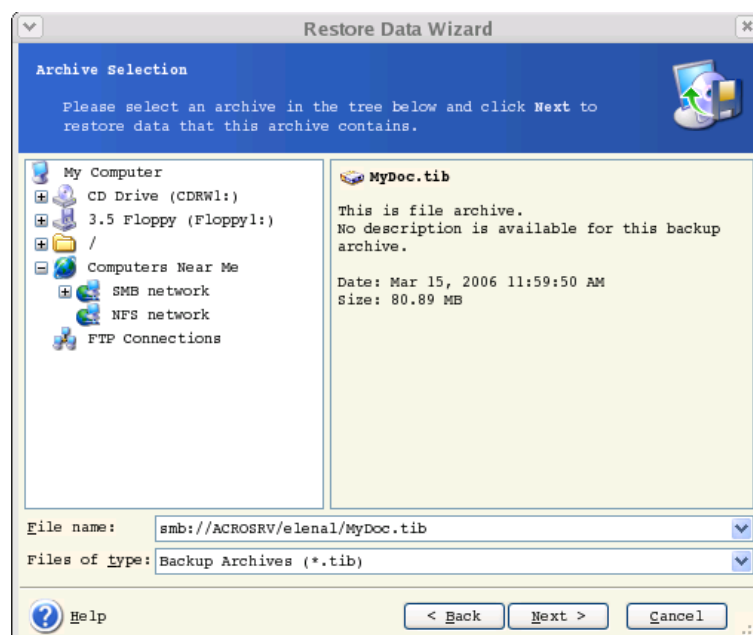 Restore Data Wizard
Archive Selection
Please select an archive in the tree below and click Next to
restore data that this archive contains.
My Computer
CD Drive (CDRW1:)
3.5 Floppy (Floppy1:)
/
Computers Near Me
SMB network
NFS network
FTP Connections
MyDoc.tib
This is file archive.
No description is available for this backup
archive.
Date: Mar 15, 2006 11:59:50 AM
Size: 80.89 MB
File name: smb://ACROSRV/elenal/MyDoc.tib
Files of type: Backup Archives (*.tib)
Help
< Back
Next >
Cancel